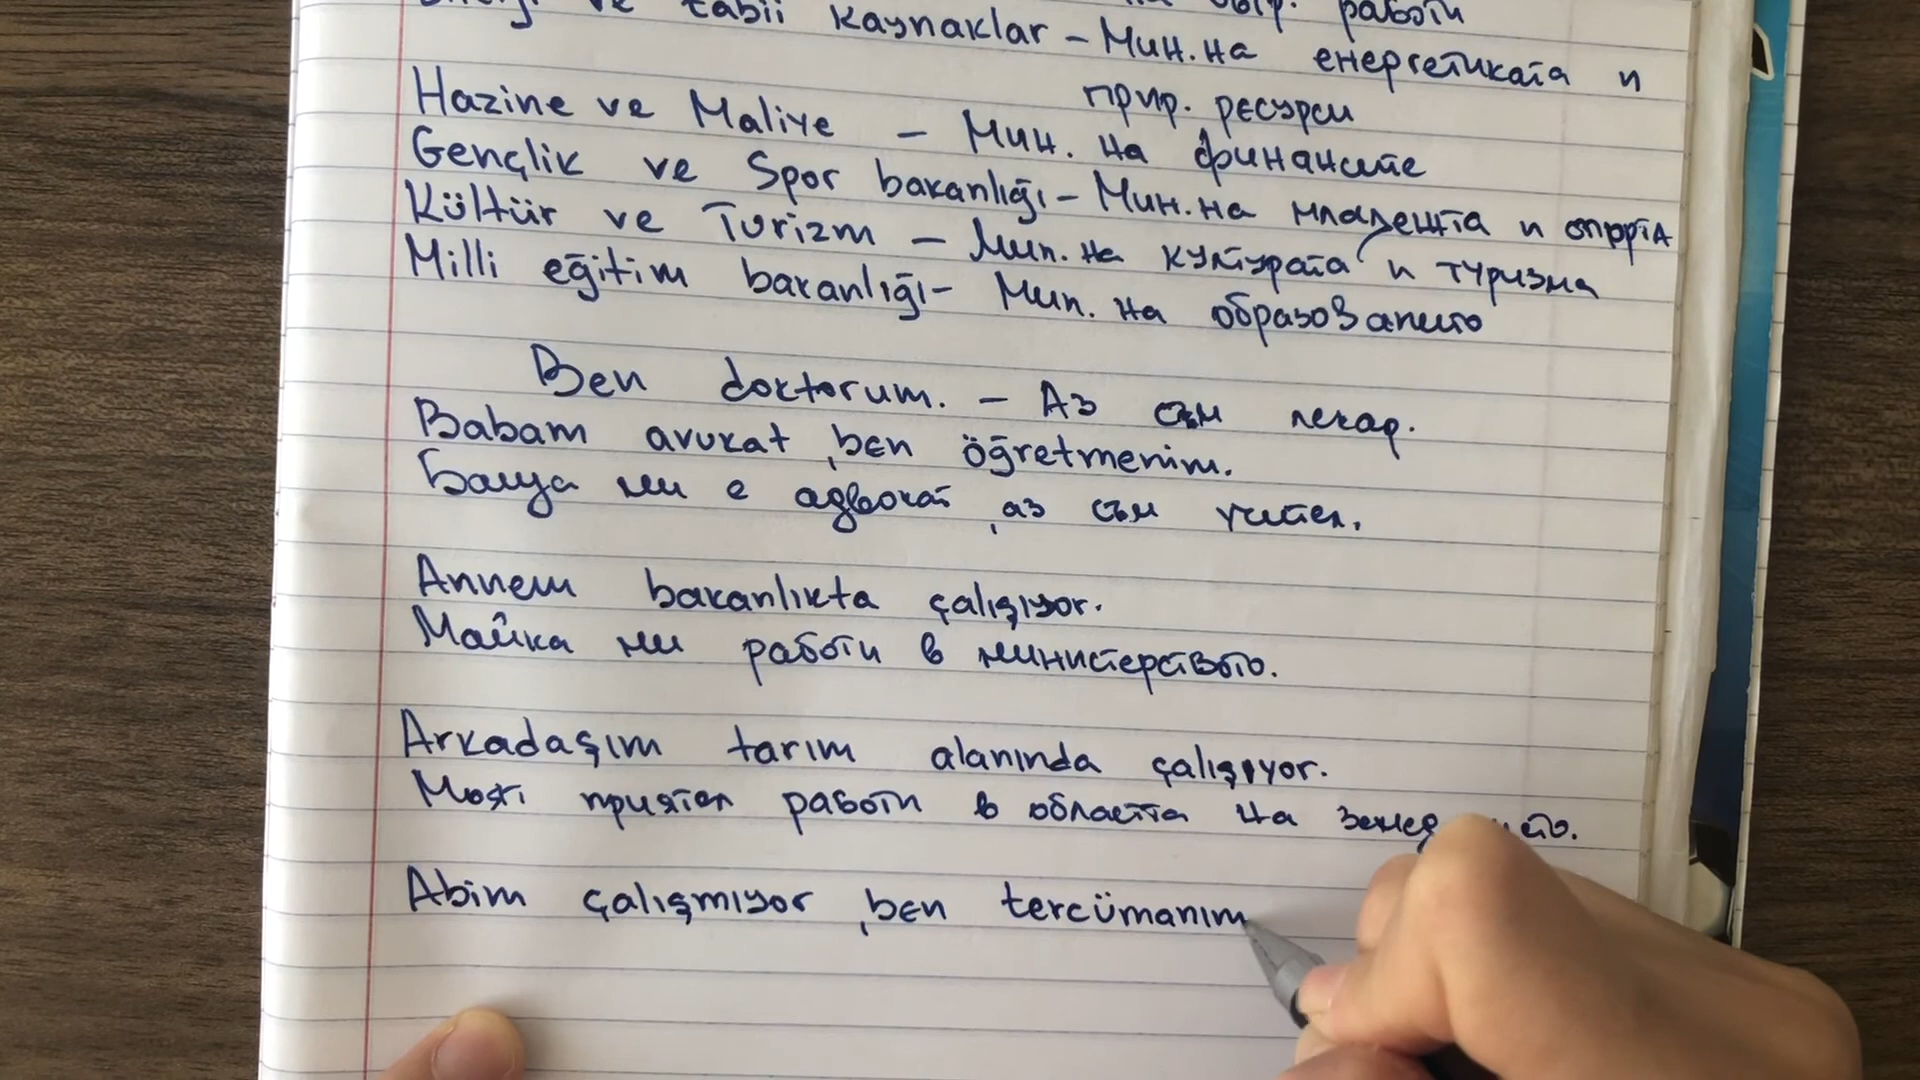 ve tabii kaynaklar - Мин. на енергетиката и
прир. ресурси
Hazine ve Maliye - Мин. на финансите
Gençlik ve Spor bakanlığı - Мин. на младежта и спорта
Kültür ve Turizm - Мин. на културата и туризма
Milli eğitim bakanlığı - Мин. на образованието
Ben doktorum. - Аз съм лекар.
Babam avukat, ben öğretmenim.
Баща ми е адвокат, аз съм учител.
Annem bakanlıkta çalışıyor.
Майка ми работи в министерството.
Arkadaşım tarım alanında çalışıyor.
Моят приятел работи в областта на
Abim çalışmıyor, ben tercümanım